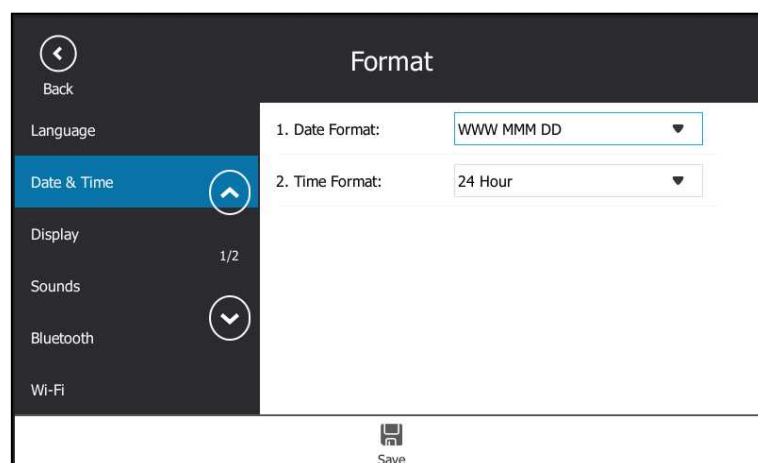 Format
Back
Language
Date & Time
Display
1/2
Sounds
Bluetooth
Wi-Fi
1. Date Format: WWW MMM DD
2. Time Format: 24 Hour
Save